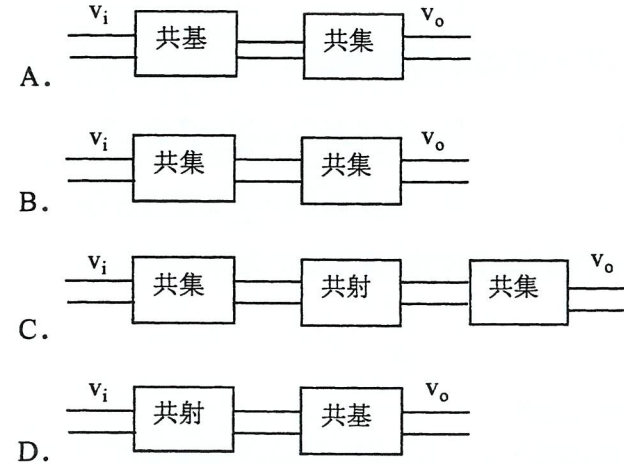 vi 共基 共集 vo
A.
vi 共集 共集 vo
B.
vi 共集 共射 共集 vo
C.
vi 共射 共基 vo
D.